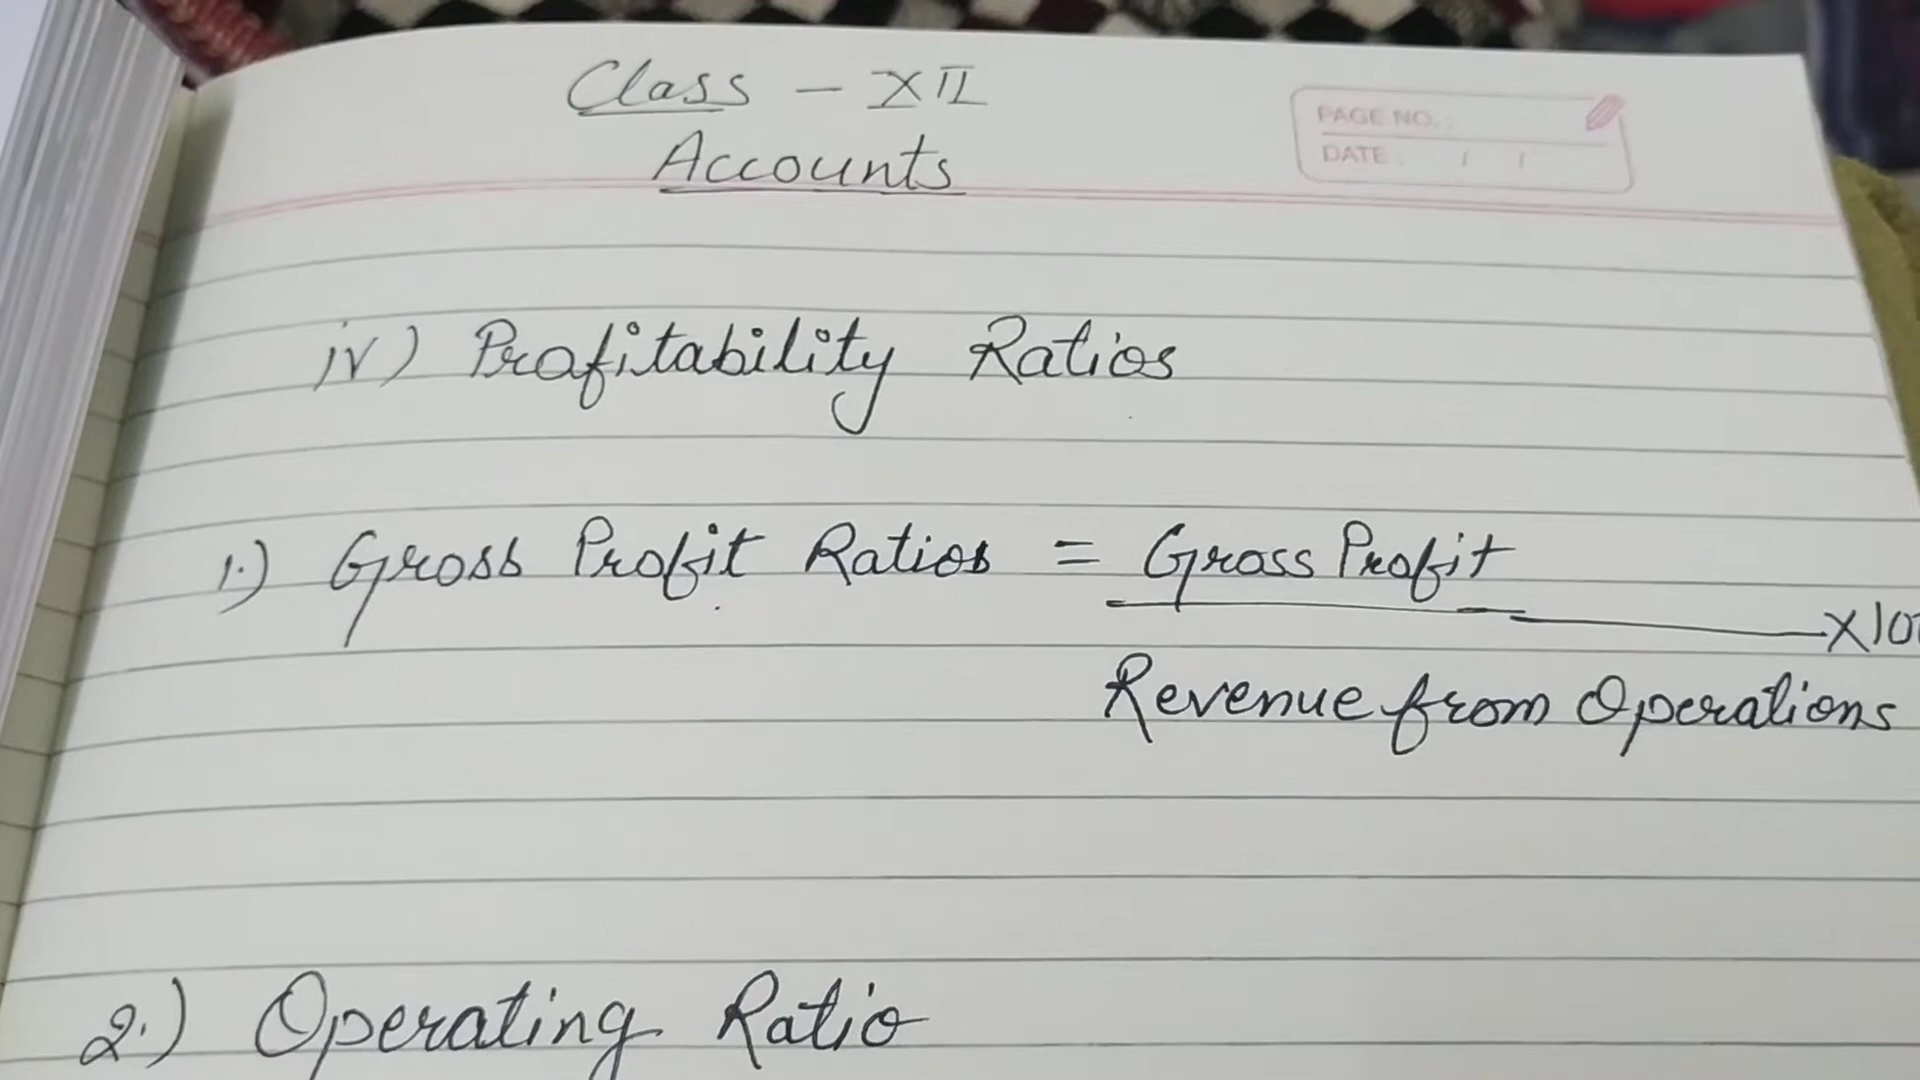 Class - XII
Accounts
PAGE NO. :
DATE : / /
iv) Profitability Ratios
1.) Gross Profit Ratios = Gross Profit
X10
Revenue from Operations
2.) Operating Ratio